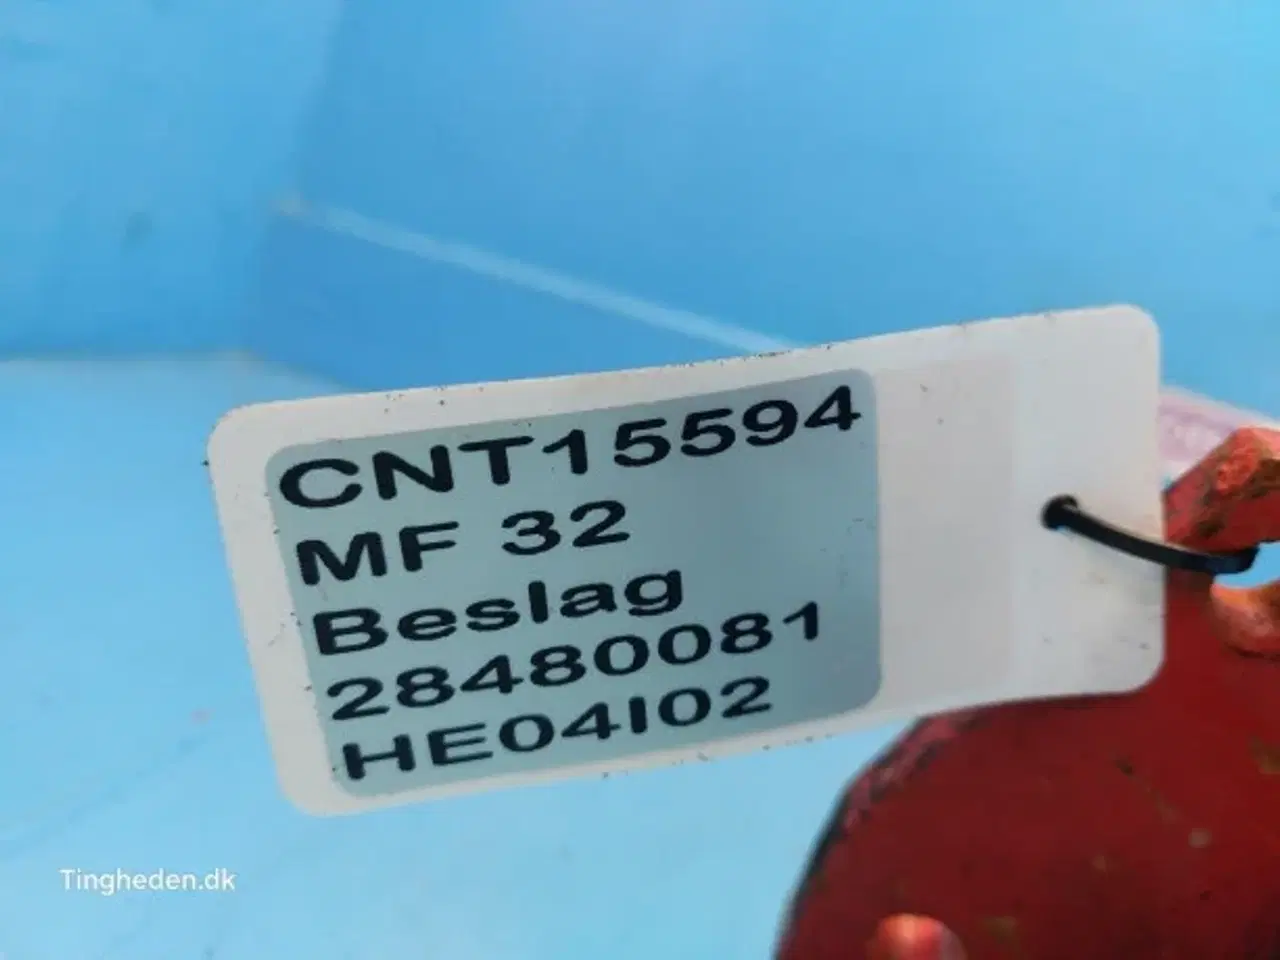 CNT15594
MF 32
Beslag
28480081
HE04I02
Tingheden.dk